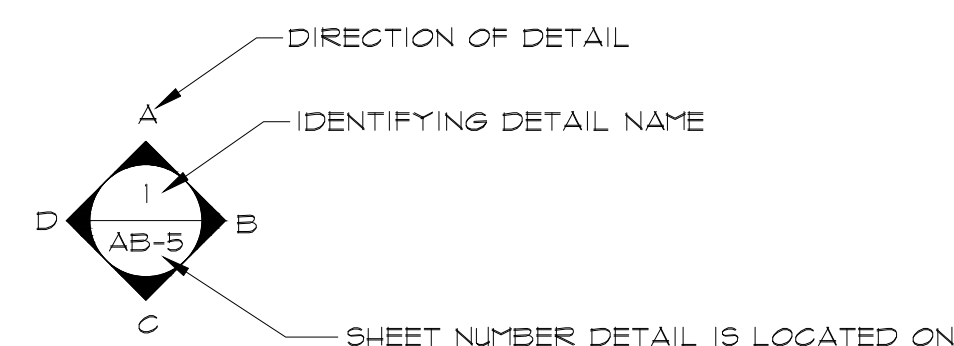 DIRECTION OF DETAIL
A
IDENTIFYING DETAIL NAME
1
D
B
AB-5
C
SHEET NUMBER DETAIL IS LOCATED ON